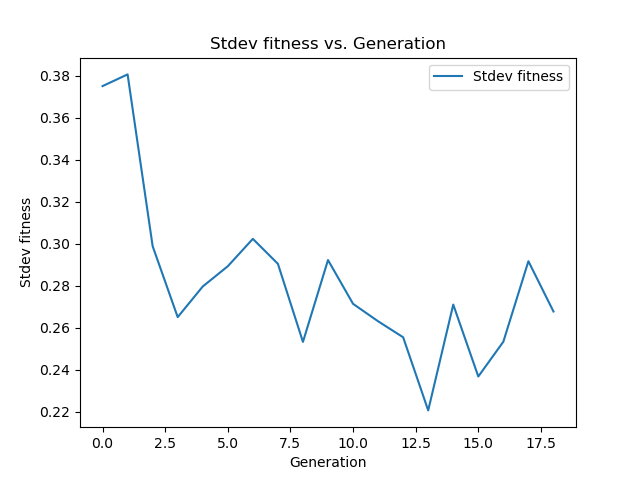 Stdev fitness vs. Generation
Stdev fitness
0.38
0.36
0.34
0.32
0.30
0.28
0.26
0.24
0.22
Stdev fitness
0.0 2.5 5.0 7.5 10.0 12.5 15.0 17.5
Generation